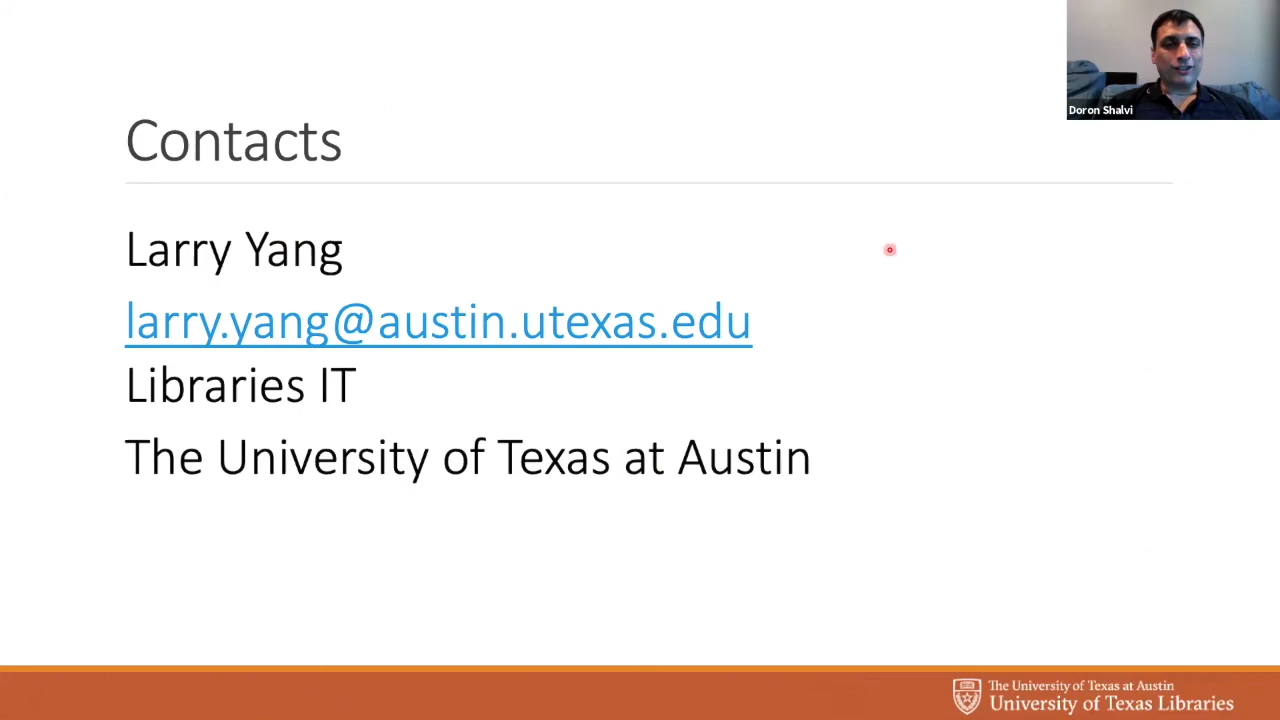 Doron Shalvi
Contacts
Larry Yang
larry.yang@austin.utexas.edu
Libraries IT
The University of Texas at Austin
The University of Texas at Austin
University of Texas Libraries